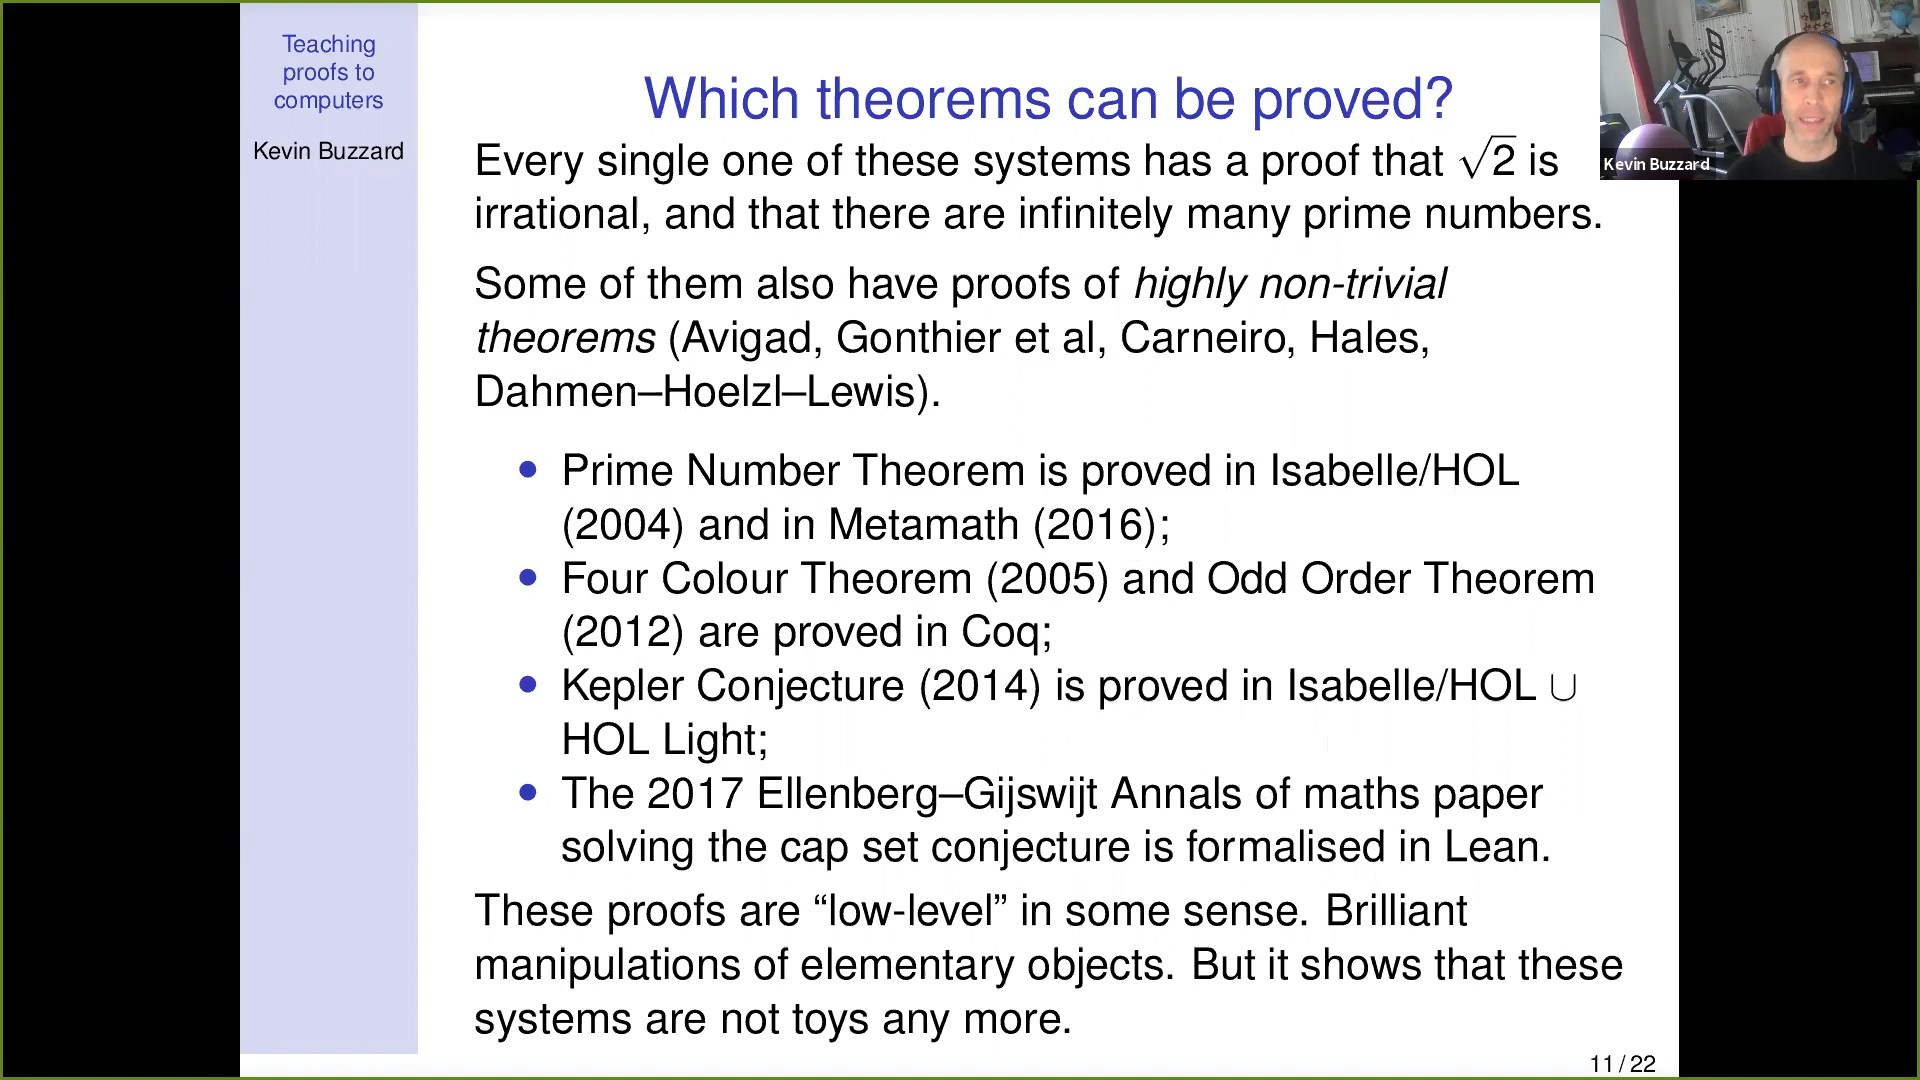 Teaching
proofs to
computers
Kevin Buzzard
Which theorems can be proved?
Every single one of these systems has a proof that √2 is
irrational, and that there are infinitely many prime numbers.
Some of them also have proofs of highly non-trivial
theorems (Avigad, Gonthier et al, Carneiro, Hales,
Dahmen–Hoelzl–Lewis).
• Prime Number Theorem is proved in Isabelle/HOL
(2004) and in Metamath (2016);
• Four Colour Theorem (2005) and Odd Order Theorem
(2012) are proved in Coq;
• Kepler Conjecture (2014) is proved in Isabelle/HOL ∪
HOL Light;
• The 2017 Ellenberg–Gijswijt Annals of maths paper
solving the cap set conjecture is formalised in Lean.
These proofs are “low-level” in some sense. Brilliant
manipulations of elementary objects. But it shows that these
systems are not toys any more.
11 / 22
Kevin Buzzard